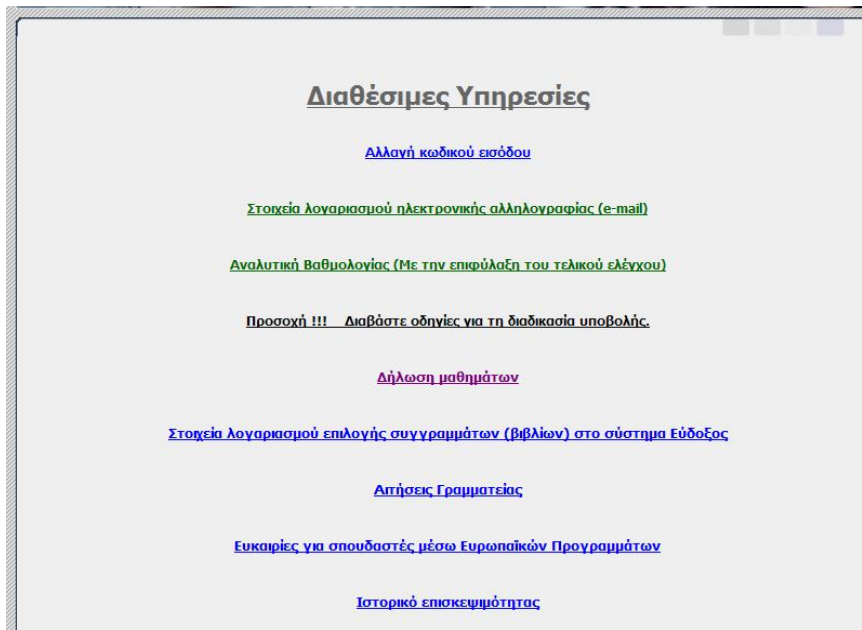 Διαθέσιμες Υπηρεσίες
Αλλαγή κωδικού εισόδου
Στοιχεία λογαριασμού ηλεκτρονικής αλληλογραφίας (e-mail)
Αναλυτική Βαθμολογίας (Με την επιφύλαξη του τελικού ελέγχου)
Προσοχή !!! Διαβάστε οδηγίες για τη διαδικασία υποβολής.
Δήλωση μαθημάτων
Στοιχεία λογαριασμού επιλογής συγγραμμάτων (βιβλίων) στο σύστημα Εύδοξος
Αιτήσεις Γραμματείας
Ευκαιρίες για σπουδαστές μέσω Ευρωπαϊκών Προγραμμάτων
Ιστορικό επισκεψιμότητας